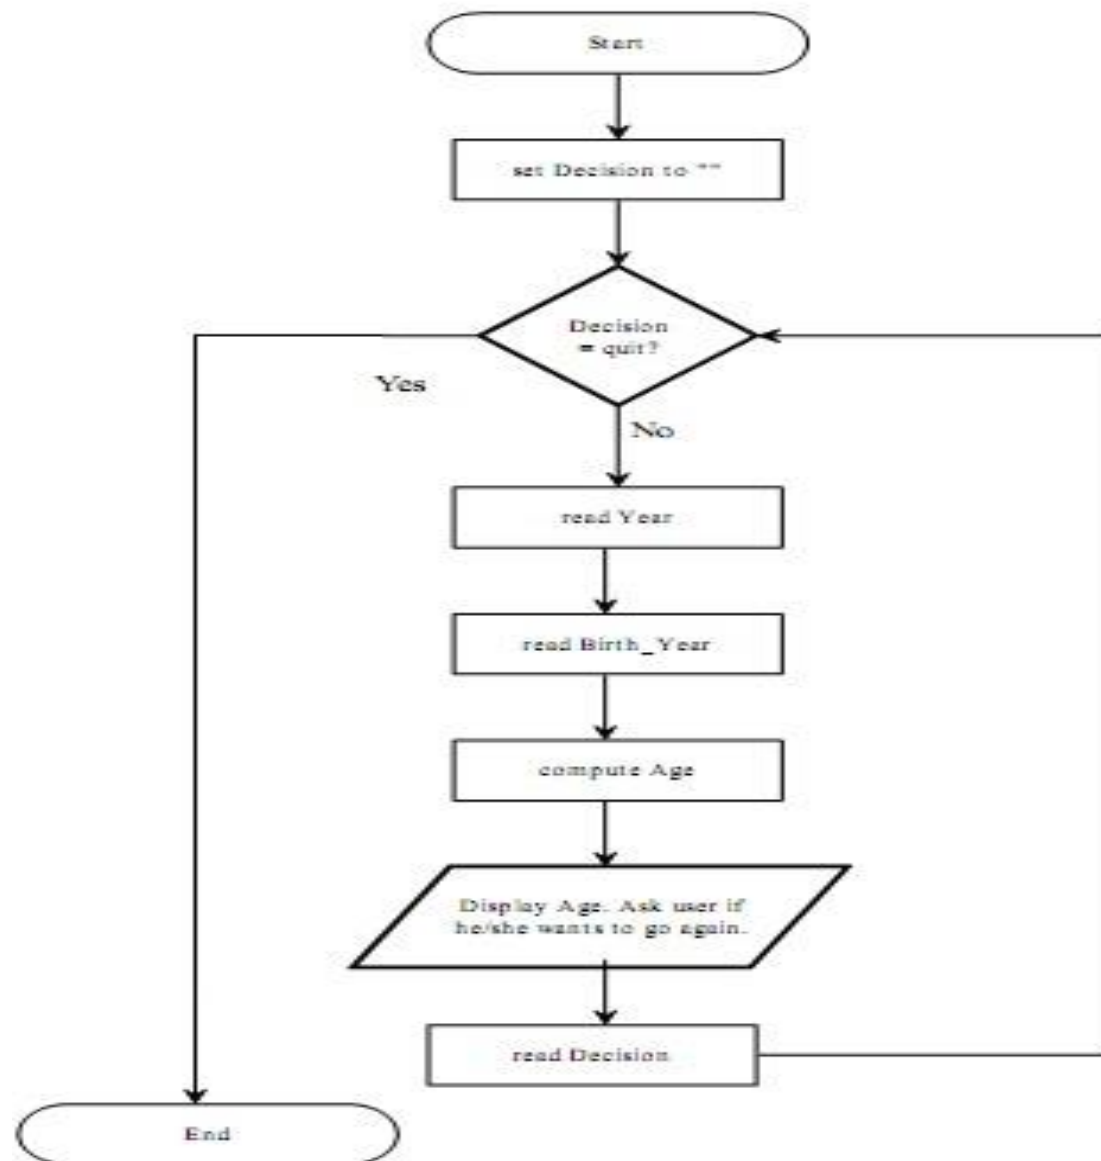 Start
set Decision to ""
Decision
= quit?
Yes
No
read Year
read Birth_Year
compute Age
Display Age. Ask user if
he/she wants to go again.
read Decision
End